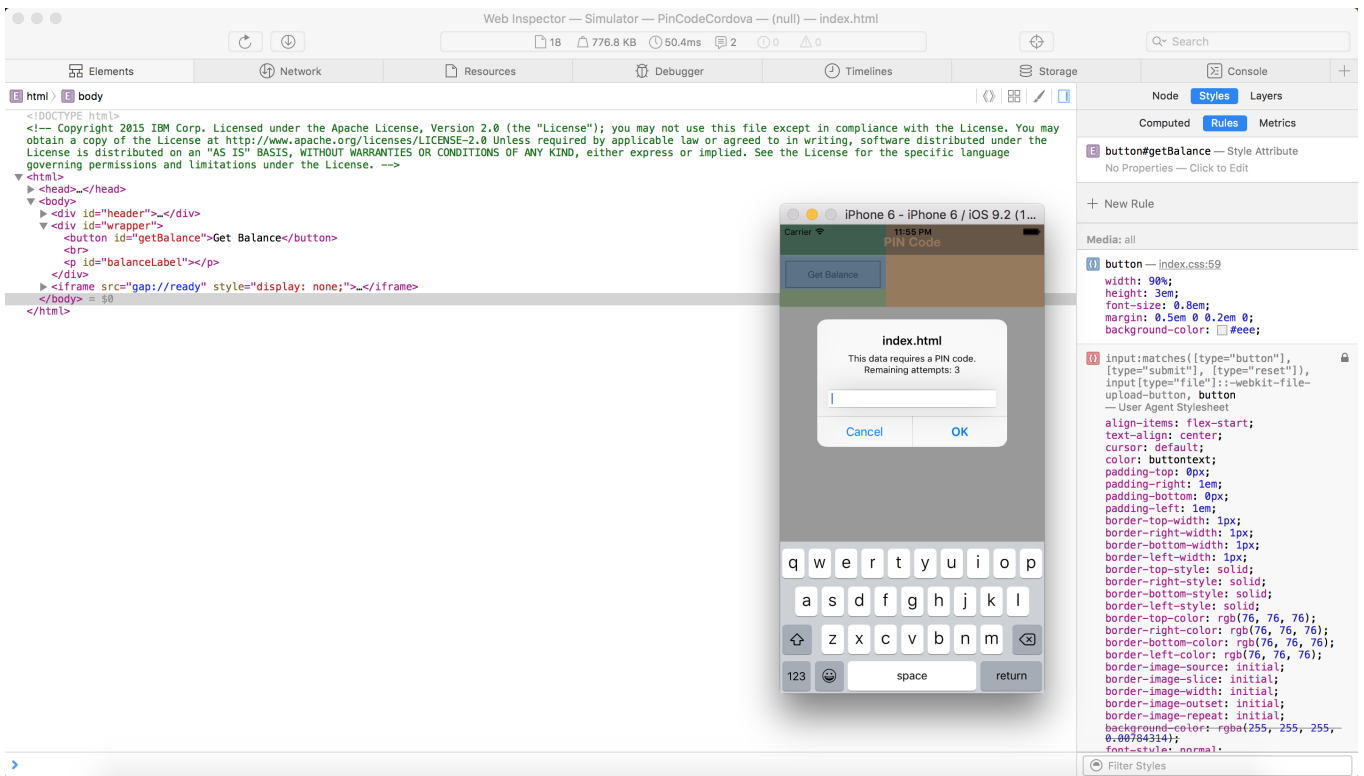 Web Inspector — Simulator — PinCodeCordova — (null) — index.html
18 776.8 KB 50.4ms 2 0 0
Search
Elements Network Resources Debugger Timelines Storage Console
E html E body
Node Styles Layers
Computed Rules Metrics
<!DOCTYPE html>
<!-- Copyright 2015 IBM Corp. Licensed under the Apache License, Version 2.0 (the "License"); you may not use this file except in compliance with the License. You may
obtain a copy of the License at http://www.apache.org/licenses/LICENSE-2.0 Unless required by applicable law or agreed to in writing, software distributed under the
License is distributed on an "AS IS" BASIS, WITHOUT WARRANTIES OR CONDITIONS OF ANY KIND, either express or implied. See the License for the specific language
governing permissions and limitations under the License. -->
<html>
<head>…</head>
<body>
<div id="header">…</div>
<div id="wrapper">
<button id="getBalance">Get Balance</button>
<br>
<p id="balanceLabel"></p>
</div>
<iframe src="gap://ready" style="display: none;">…</iframe>
</body> = $0
</html>
iPhone 6 - iPhone 6 / iOS 9.2 (1...
Carrier 11:55 PM
PIN Code
Get Balance
index.html
This data requires a PIN code.
Remaining attempts: 3
Cancel OK
q w e r t y u i o p
a s d f g h j k l
z x c v b n m
123 space return
E button#getBalance — Style Attribute
No Properties — Click to Edit
New Rule
Media: all
button — index.css:59
width: 90%;
height: 3em;
font-size: 0.8em;
margin: 0.5em 0 0.2em 0;
background-color: #eee;
input:matches([type="button"],
[type="submit"], [type="reset"]),
input[type="file"]::-webkit-file-
upload-button, button
— User Agent Stylesheet
align-items: flex-start;
text-align: center;
cursor: default;
color: buttontext;
padding-top: 0px;
padding-right: 1em;
padding-bottom: 0px;
padding-left: 1em;
border-top-width: 1px;
border-right-width: 1px;
border-bottom-width: 1px;
border-left-width: 1px;
border-top-style: solid;
border-right-style: solid;
border-bottom-style: solid;
border-left-style: solid;
border-top-color: rgb(76, 76, 76);
border-right-color: rgb(76, 76, 76);
border-bottom-color: rgb(76, 76, 76);
border-left-color: rgb(76, 76, 76);
border-image-source: initial;
border-image-slice: initial;
border-image-width: initial;
border-image-outset: initial;
border-image-repeat: initial;
background-color: rgba(255, 255, 255,
0.00784314);
font-style: normal;
Filter Styles